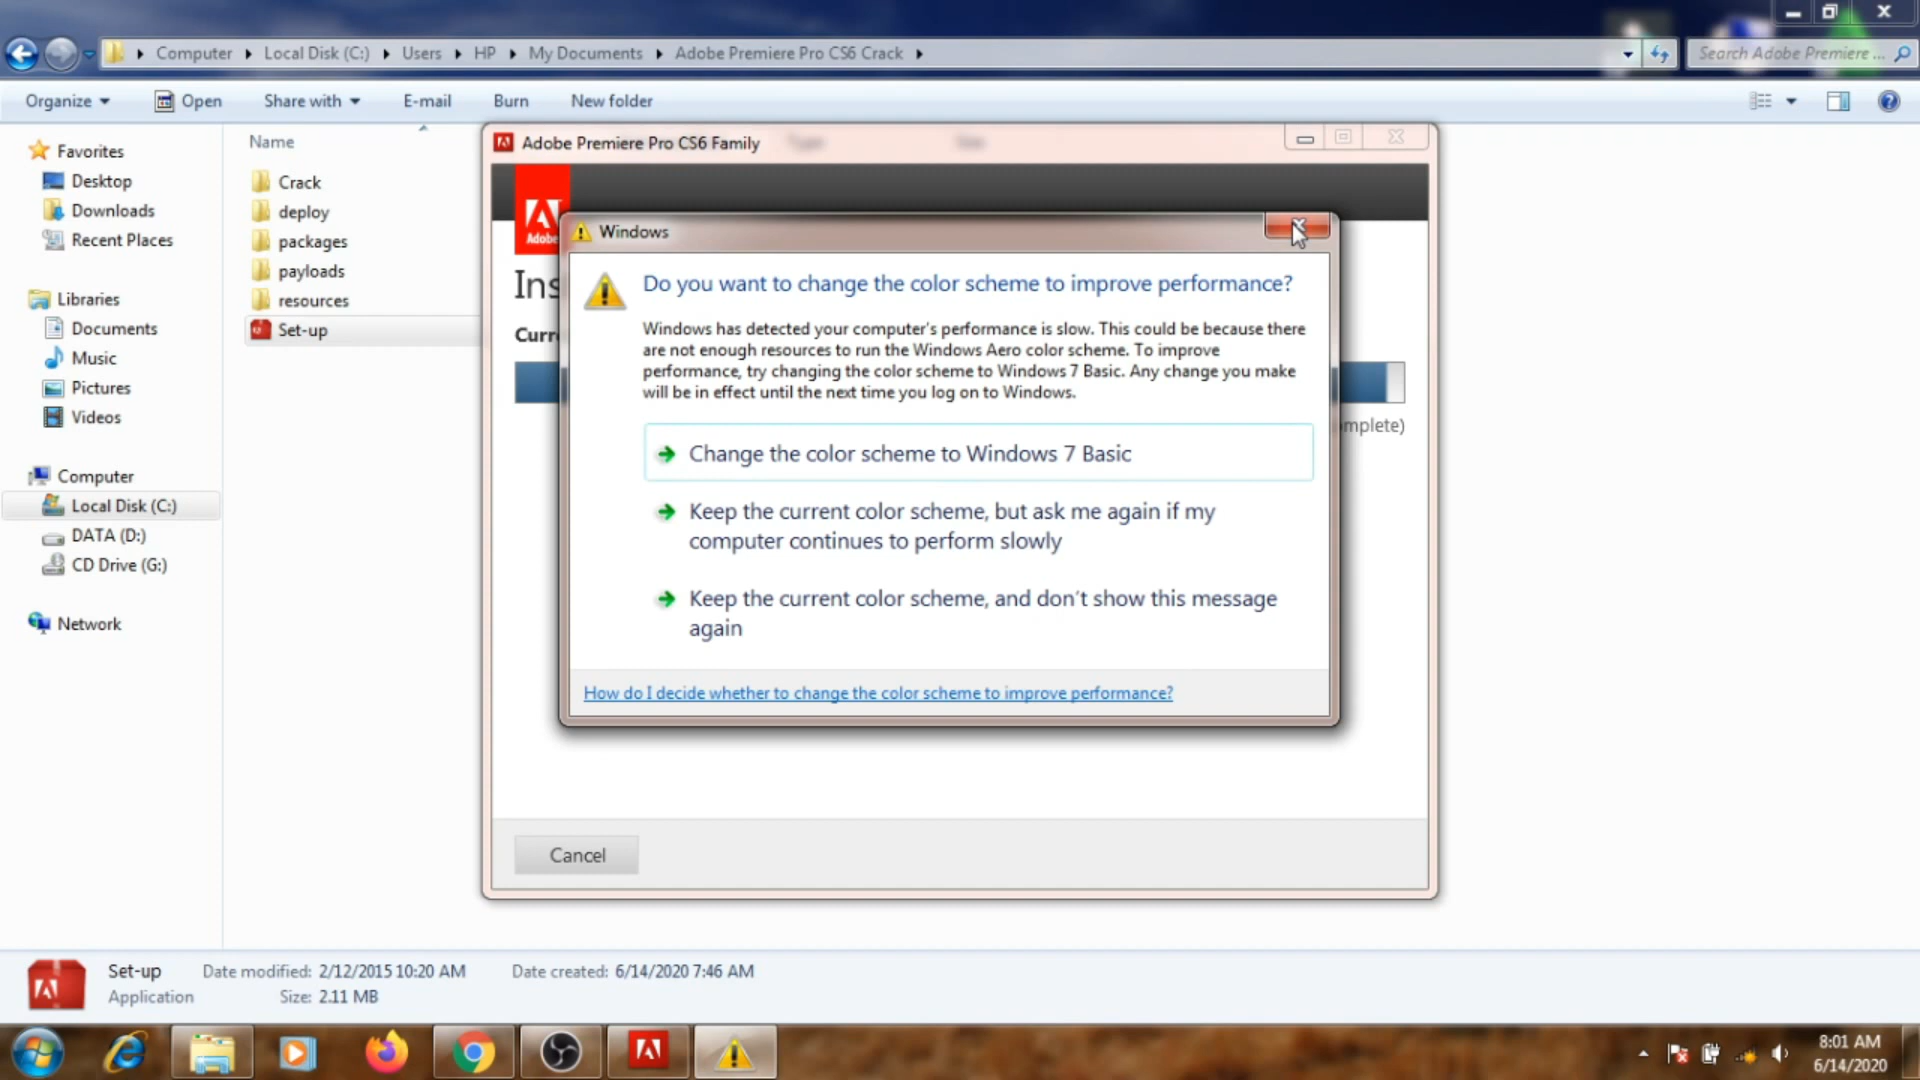 Computer
Local Disk (C:)
Users
HP
My Documents
Adobe Premiere Pro CS6 Crack
Search Adobe Premiere ...
Organize
Open
Share with
E-mail
Burn
New folder
Favorites
Desktop
Downloads
Recent Places
Libraries
Documents
Music
Pictures
Videos
Computer
Local Disk (C:)
DATA (D:)
CD Drive (G:)
Network
Name
Crack
deploy
packages
payloads
resources
Set-up
Adobe Premiere Pro CS6 Family
Adobe
Ins
Curr
mplete)
Windows
Do you want to change the color scheme to improve performance?
Windows has detected your computer's performance is slow. This could be because there
are not enough resources to run the Windows Aero color scheme. To improve
performance, try changing the color scheme to Windows 7 Basic. Any change you make
will be in effect until the next time you log on to Windows.
Change the color scheme to Windows 7 Basic
Keep the current color scheme, but ask me again if my
computer continues to perform slowly
Keep the current color scheme, and don't show this message
again
How do I decide whether to change the color scheme to improve performance?
Cancel
Set-up Date modified: 2/12/2015 10:20 AM Date created: 6/14/2020 7:46 AM
Application Size: 2.11 MB
8:01 AM
6/14/2020